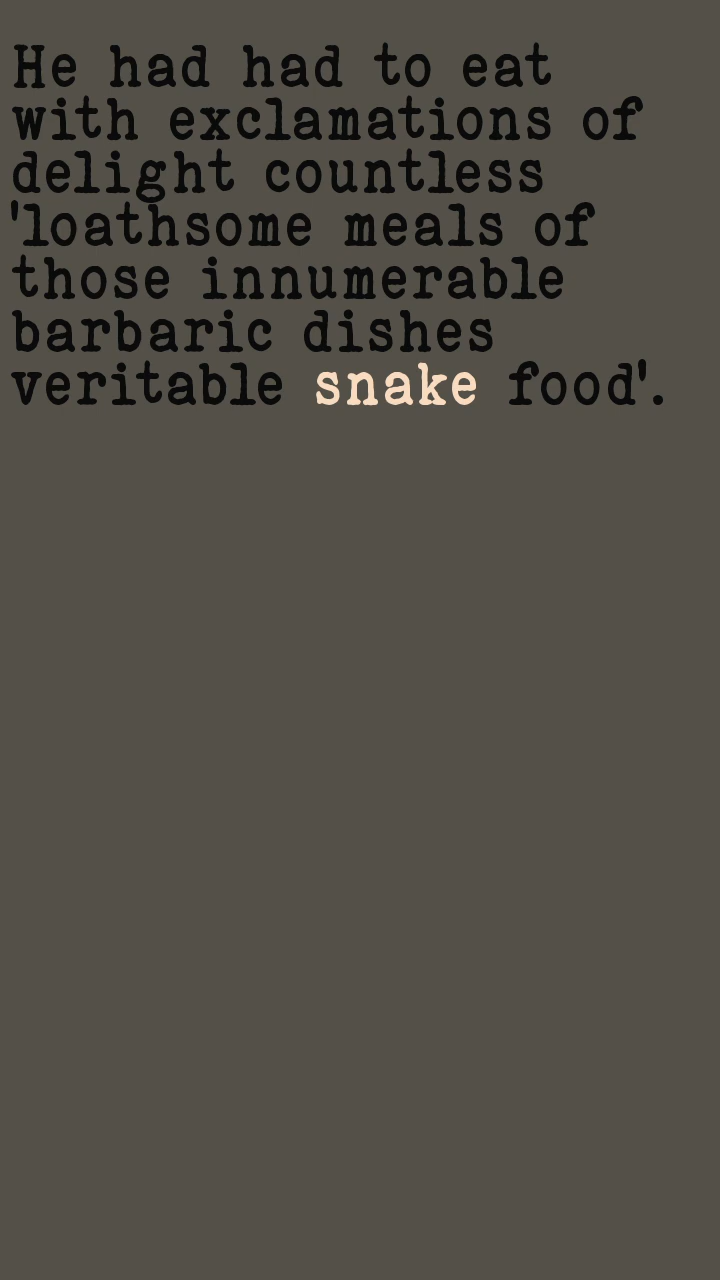 He had had to eat
with exclamations of
delight countless
'loathsome meals of
those innumerable
barbaric dishes
veritable snake food'.